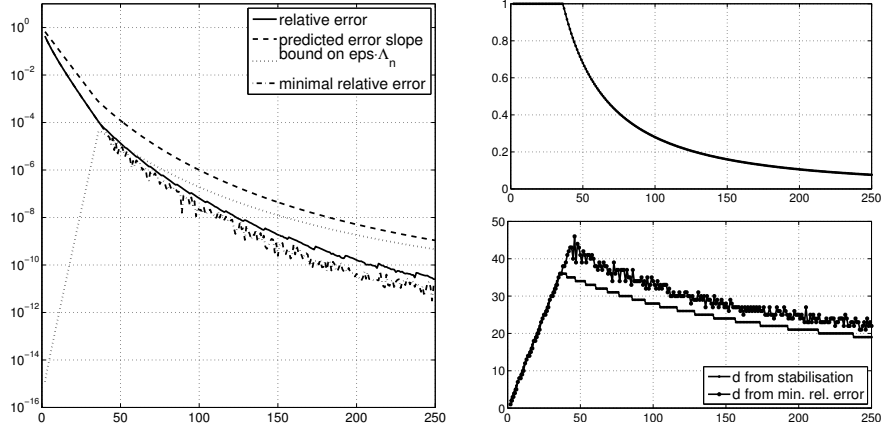 10^0
10^−2
10^−4
10^−6
10^−8
10^−10
10^−12
10^−14
10^−16
0 50 100 150 200 250
relative error
predicted error slope
bound on eps·Λ_n
minimal relative error
1
0.8
0.6
0.4
0.2
0
0 50 100 150 200 250
50
40
30
20
10
0
0 50 100 150 200 250
d from stabilisation
d from min. rel. error